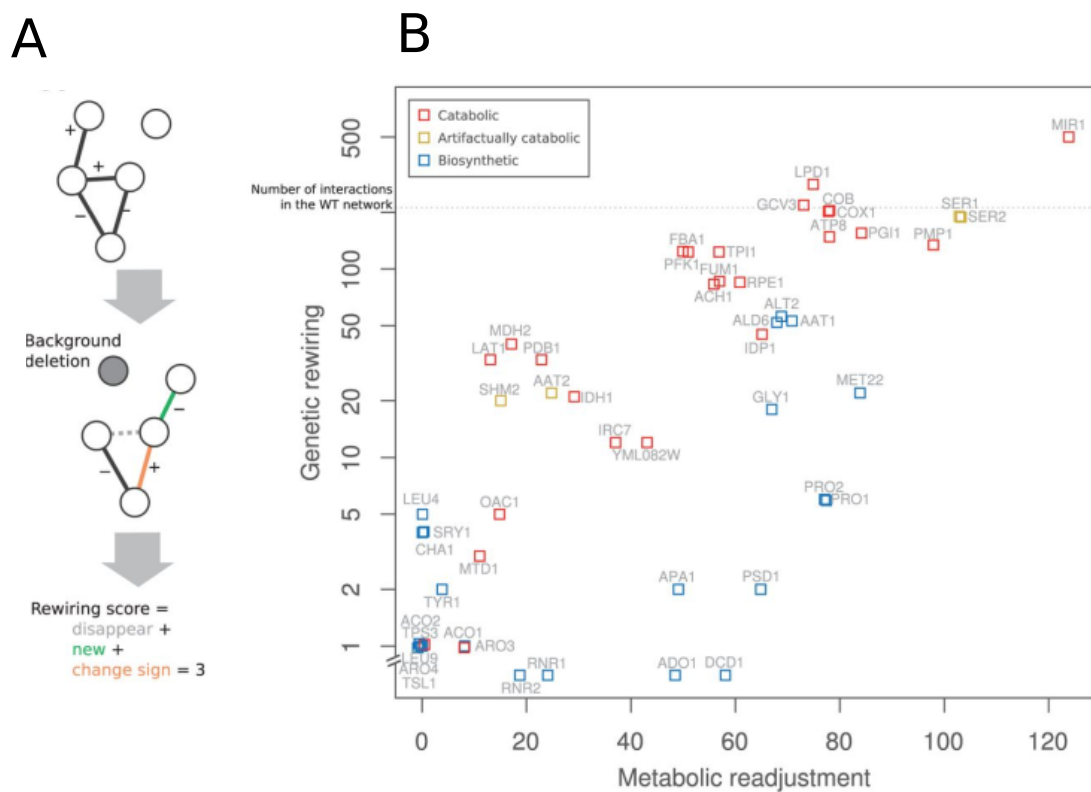 A
B
+
+
−
−
Background
deletion
−
−
+
Rewiring score =
disappear +
new +
change sign = 3
Catabolic
Artifactually catabolic
Biosynthetic
Number of interactions
in the WT network
Genetic rewiring
500
100
50
20
10
5
2
1
MIR1
LPD1
GCV3
COB
COX1
ATP8
SER1
SER2
PGI1
PMP1
FBA1
PFK1
TPI1
FUM1
ACH1
RPE1
ALT2
ALD6
AAT1
IDP1
MDH2
LAT1
PDB1
SHM2
AAT2
IDH1
GLY1
MET22
IRC7
YML082W
PRO2
PRO1
LEU4
OAC1
SRY1
CHA1
MTD1
TYR1
APA1
PSD1
ACO2
TPS3
ACO1
ARO3
LEU9
ARO4
TSL1
RNR1
RNR2
ADO1
DCD1
0
20
40
60
80
100
120
Metabolic readjustment